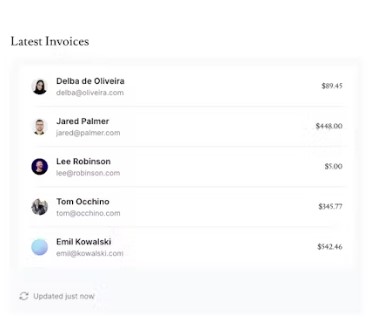 Latest Invoices
Delba de Oliveira
delba@oliveira.com
$89.45
Jared Palmer
jared@palmer.com
$448.00
Lee Robinson
lee@robinson.com
$5.00
Tom Occhino
tom@occhino.com
$345.77
Emil Kowalski
emil@kowalski.com
$542.46
Updated just now